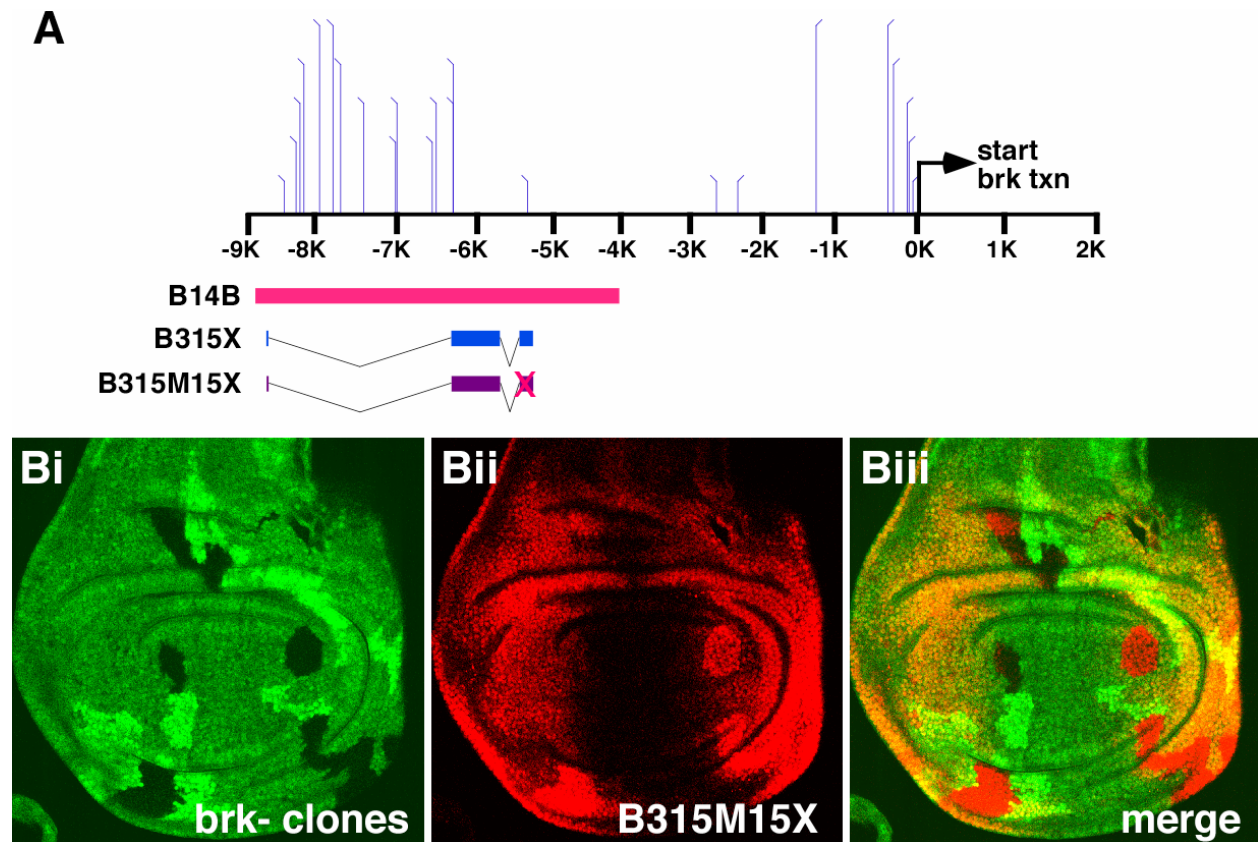 A
start
brk txn
-9K -8K -7K -6K -5K -4K -3K -2K -1K 0K 1K 2K
B14B
B315X
B315M15X
X
Bi Bii Biii
brk- clones B315M15X merge